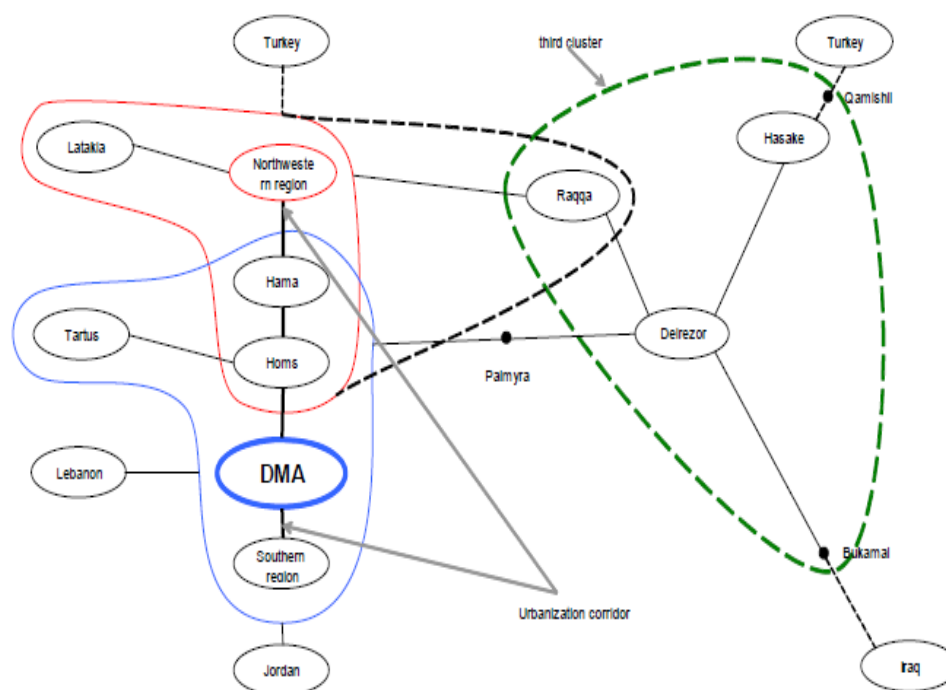 Turkey
third cluster
Turkey
Qamishli
Latakia
Northweste
rn region
Hasake
Raqqa
Hama
Tartus
Homs
Deirezor
Palmyra
Lebanon
DMA
Southern
region
Bukamal
Urbanization corridor
Jordan
Iraq